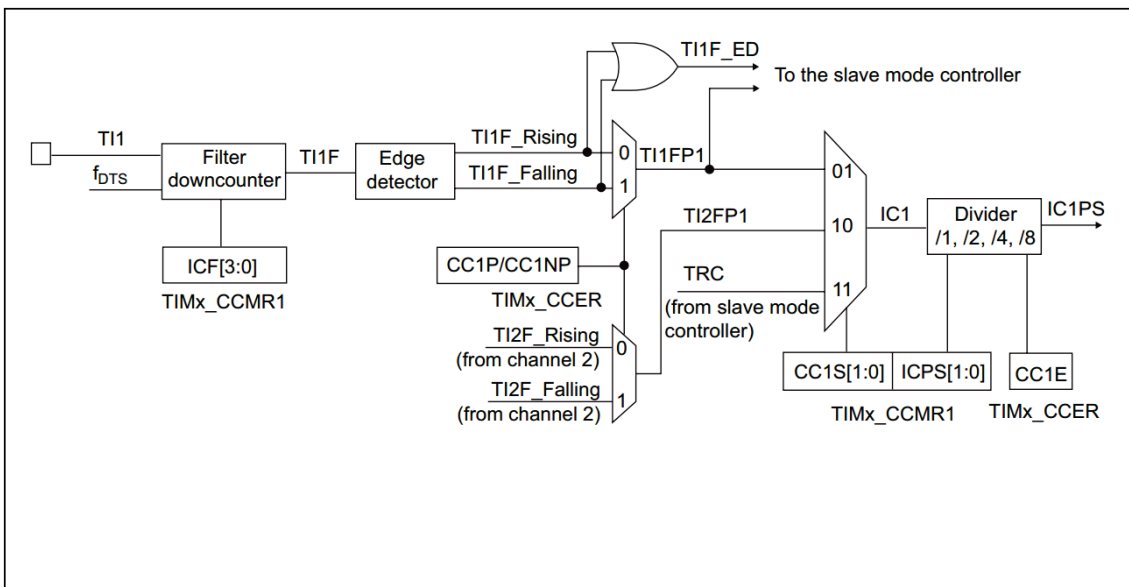 TI1F_ED
To the slave mode controller
TI1
f_DTS
Filter
downcounter
TI1F
Edge
detector
TI1F_Rising
TI1F_Falling
0
1
TI1FP1
01
10
11
TI2FP1
TRC
(from slave mode
controller)
IC1
Divider
/1, /2, /4, /8
IC1PS
ICF[3:0]
TIMx_CCMR1
CC1P/CC1NP
TIMx_CCER
TI2F_Rising
(from channel 2)
TI2F_Falling
(from channel 2)
0
1
CC1S[1:0]
ICPS[1:0]
TIMx_CCMR1
CC1E
TIMx_CCER